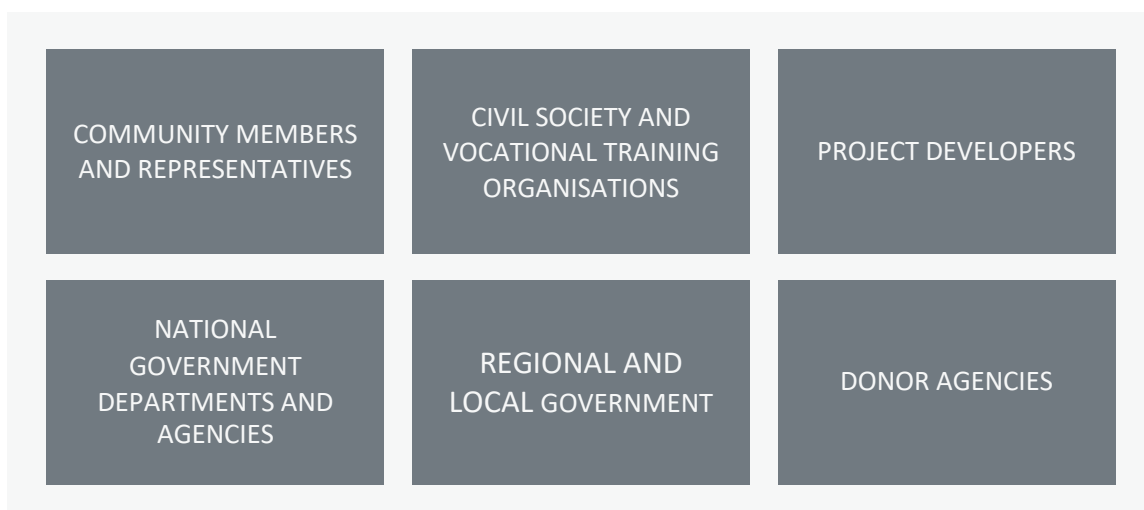 COMMUNITY MEMBERS
AND REPRESENTATIVES
CIVIL SOCIETY AND
VOCATIONAL TRAINING
ORGANISATIONS
PROJECT DEVELOPERS
NATIONAL
GOVERNMENT
DEPARTMENTS AND
AGENCIES
REGIONAL AND
LOCAL GOVERNMENT
DONOR AGENCIES